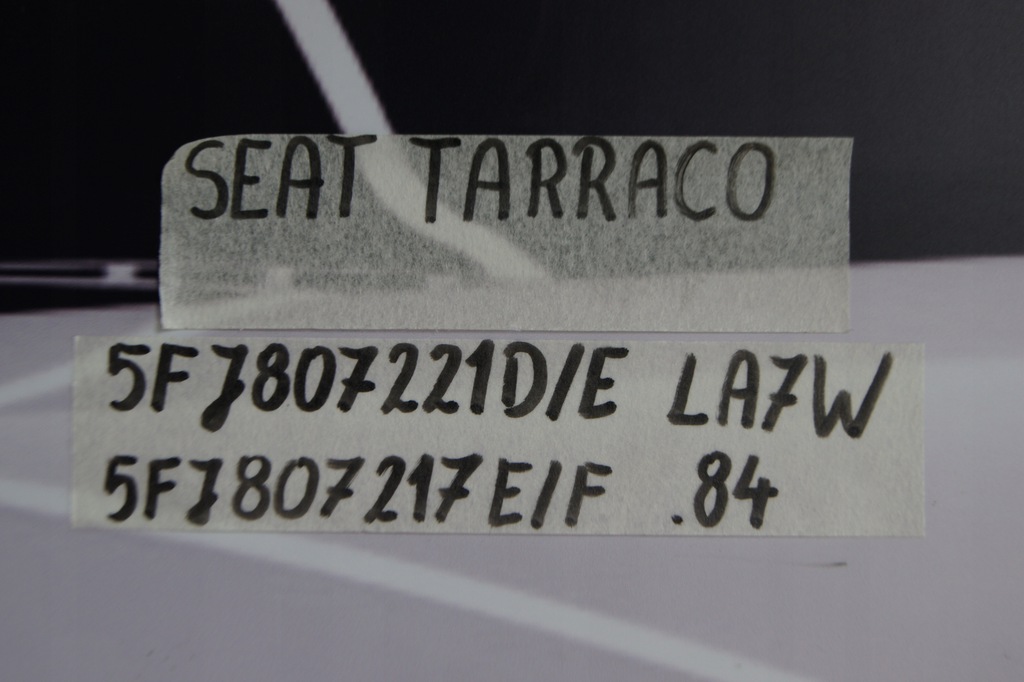 SEAT TARRACO
5FJ807221D/E LA7W
5FJ807217E/F .84